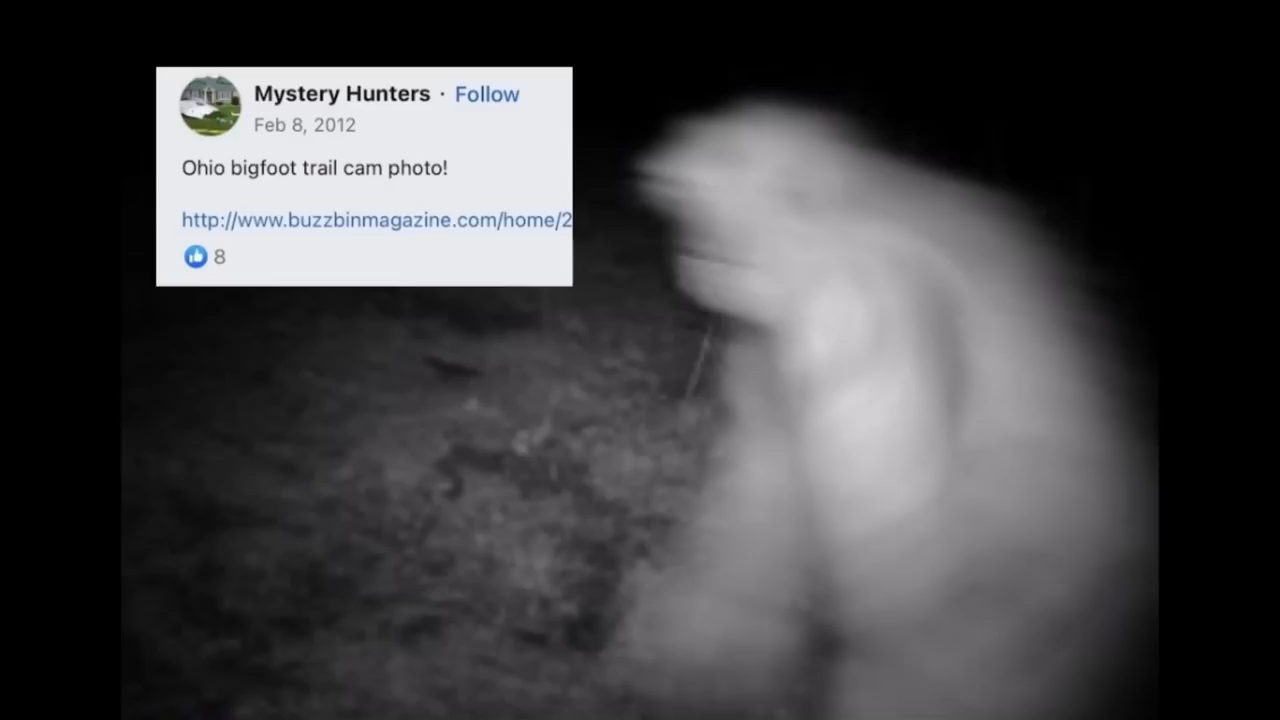 Mystery Hunters · Follow
Feb 8, 2012
Ohio bigfoot trail cam photo!
http://www.buzzbinmagazine.com/home/2
8